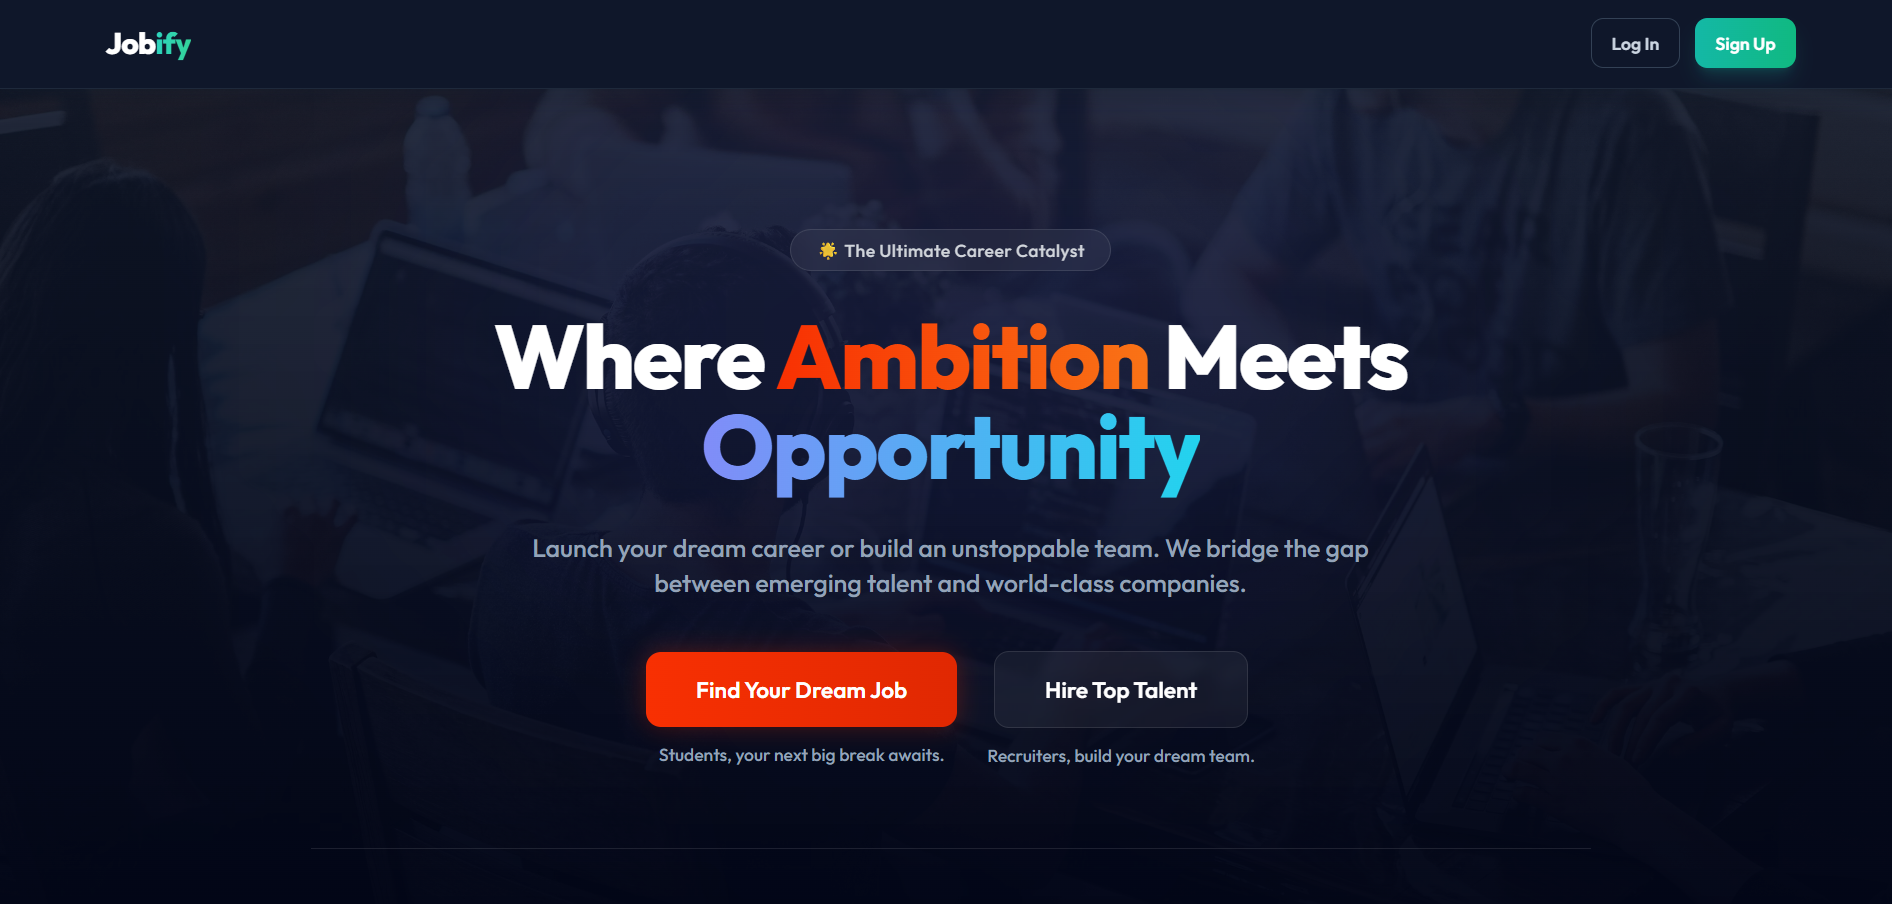 Jobify
Log In
Sign Up
🌟 The Ultimate Career Catalyst
Where Ambition Meets
Opportunity
Launch your dream career or build an unstoppable team. We bridge the gap
between emerging talent and world-class companies.
Find Your Dream Job
Hire Top Talent
Students, your next big break awaits.
Recruiters, build your dream team.